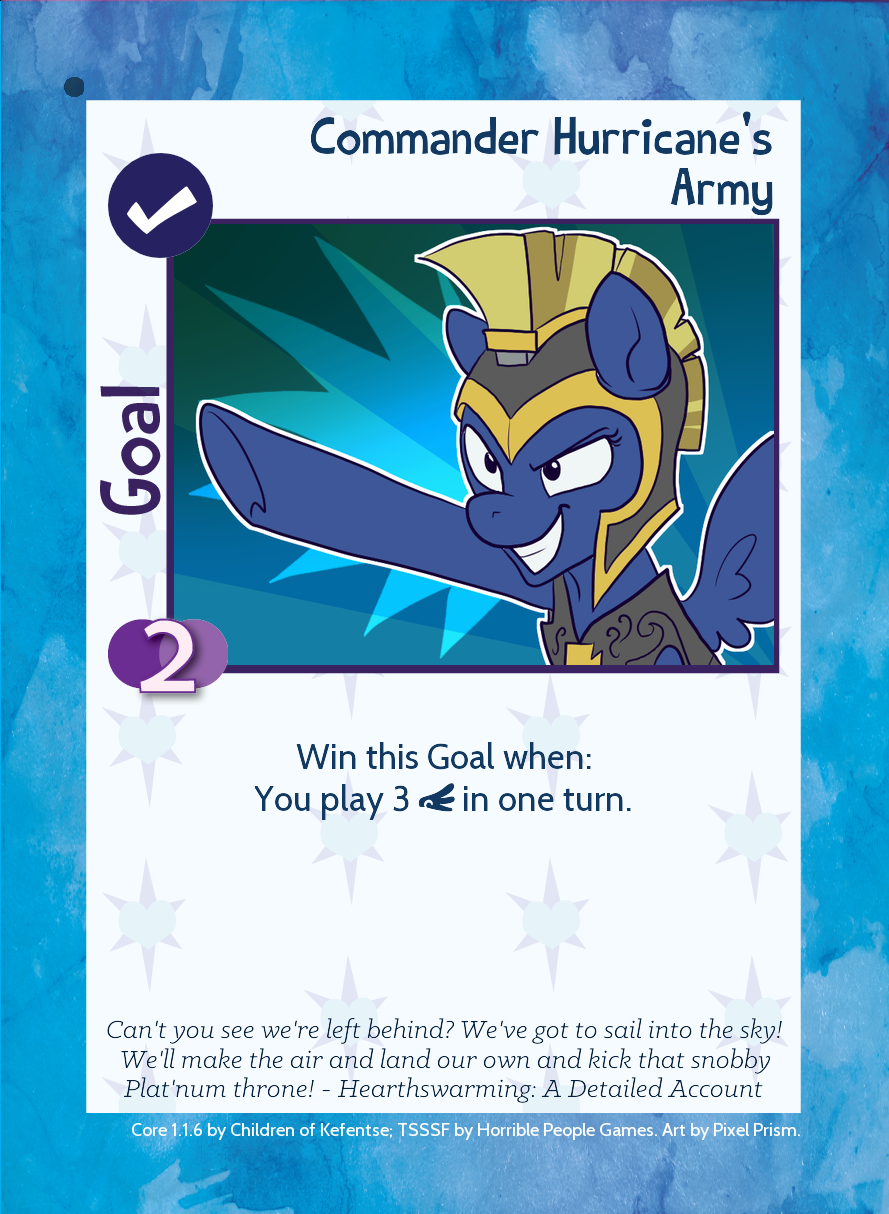 Commander Hurricane's
Army
Goal
2
Win this Goal when:
You play 3 in one turn.
Can't you see we're left behind? We've got to sail into the sky!
We'll make the air and land our own and kick that snobby
Plat'num throne! - Hearthswarming: A Detailed Account
Core 1.1.6 by Children of Kefentse; TSSSF by Horrible People Games. Art by Pixel Prism.